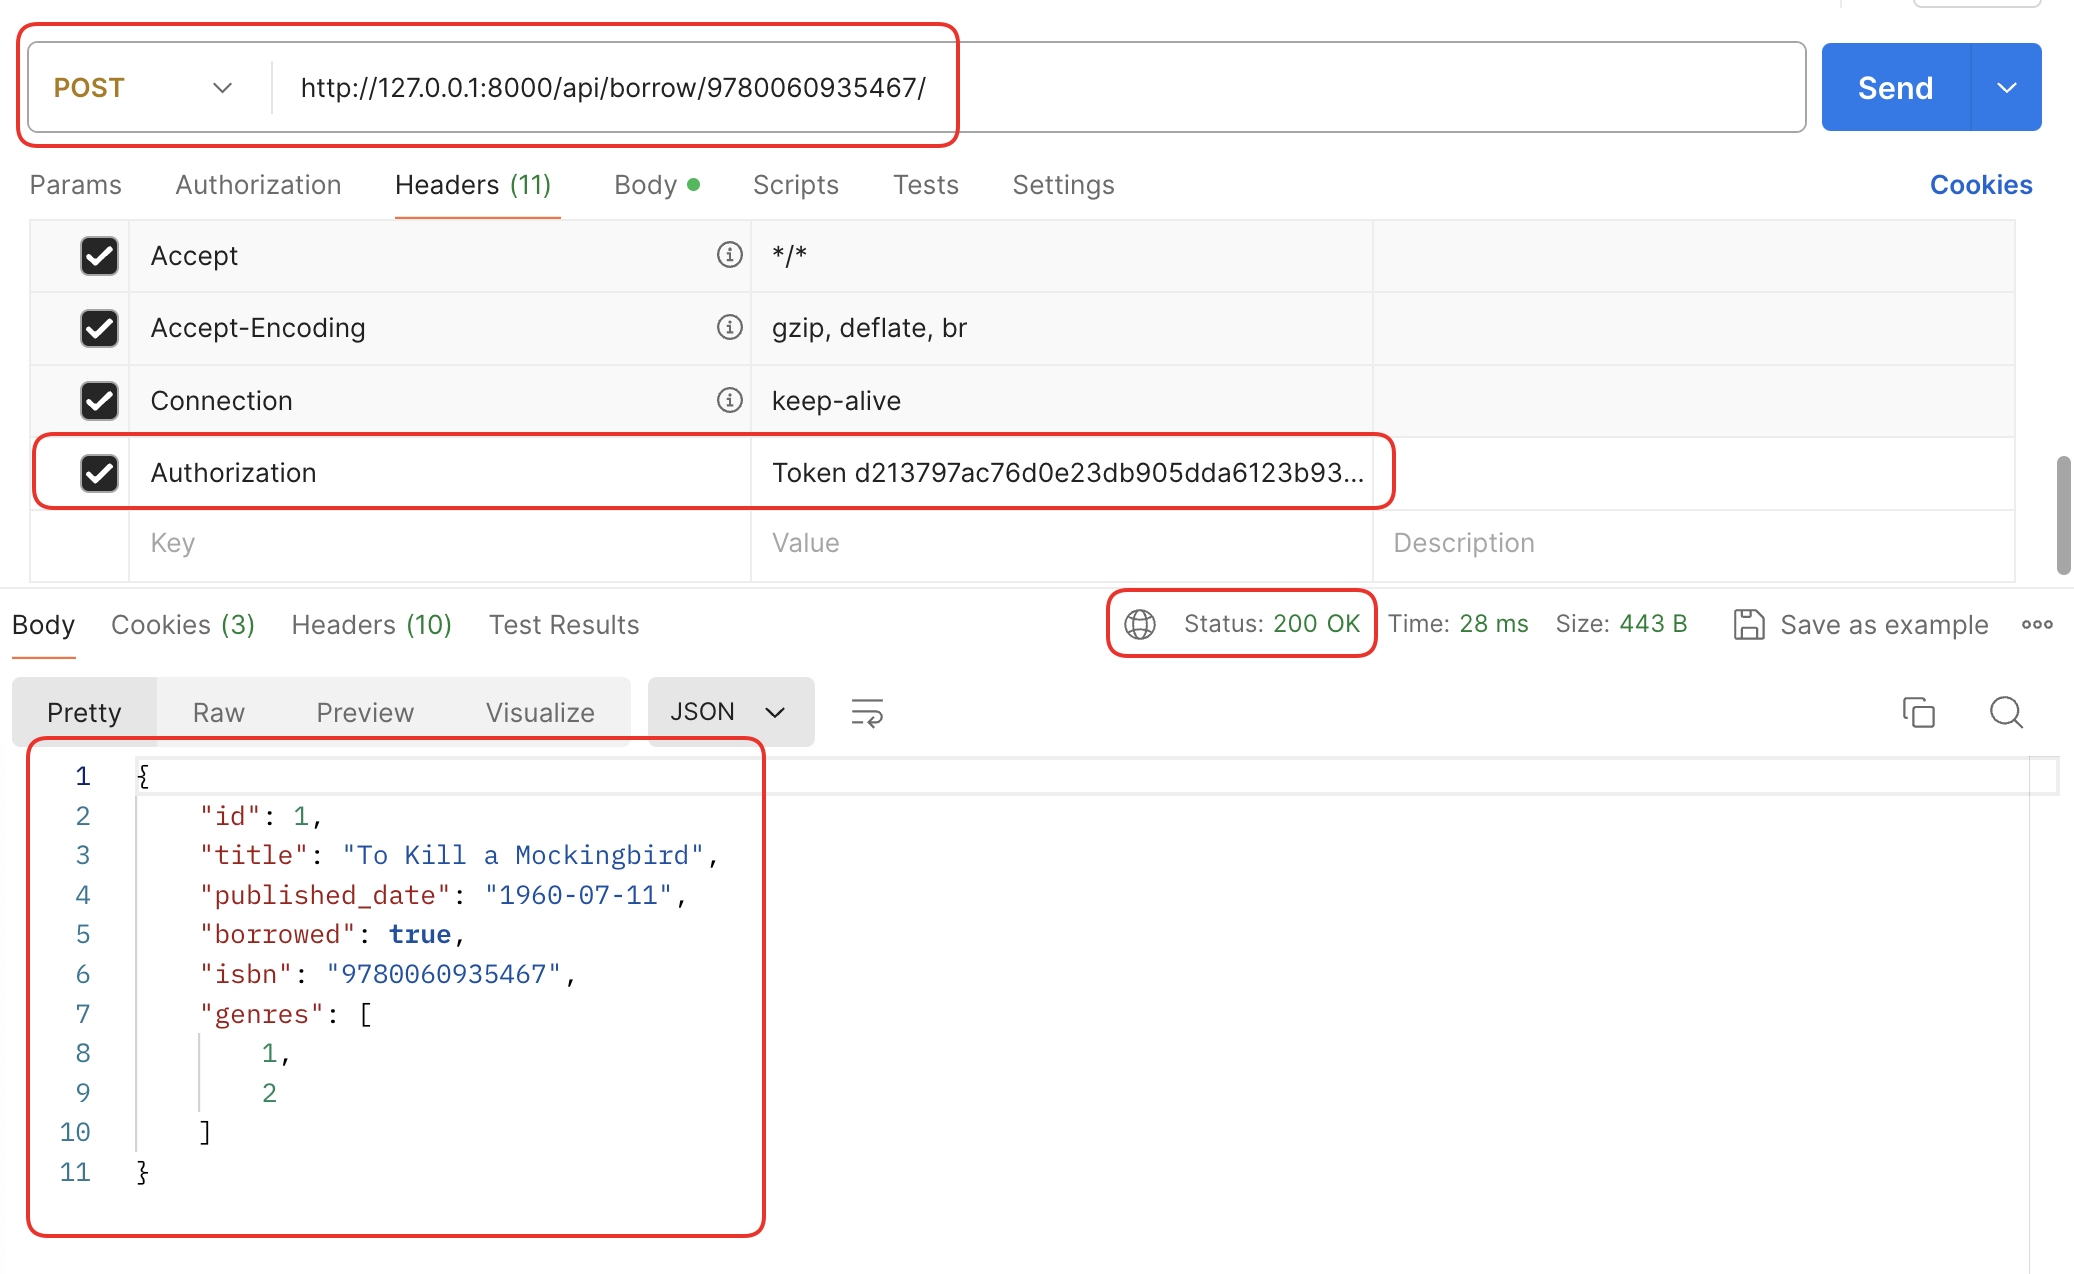 POST http://127.0.0.1:8000/api/borrow/9780060935467/ Send
Params Authorization Headers (11) Body Scripts Tests Settings Cookies
Accept */*
Accept-Encoding gzip, deflate, br
Connection keep-alive
Authorization Token d213797ac76d0e23db905dda6123b93...
Key Value Description
Body Cookies (3) Headers (10) Test Results Status: 200 OK Time: 28 ms Size: 443 B Save as example
Pretty Raw Preview Visualize JSON
1 {
2 "id": 1,
3 "title": "To Kill a Mockingbird",
4 "published_date": "1960-07-11",
5 "borrowed": true,
6 "isbn": "9780060935467",
7 "genres": [
8 1,
9 2
10 ]
11 }